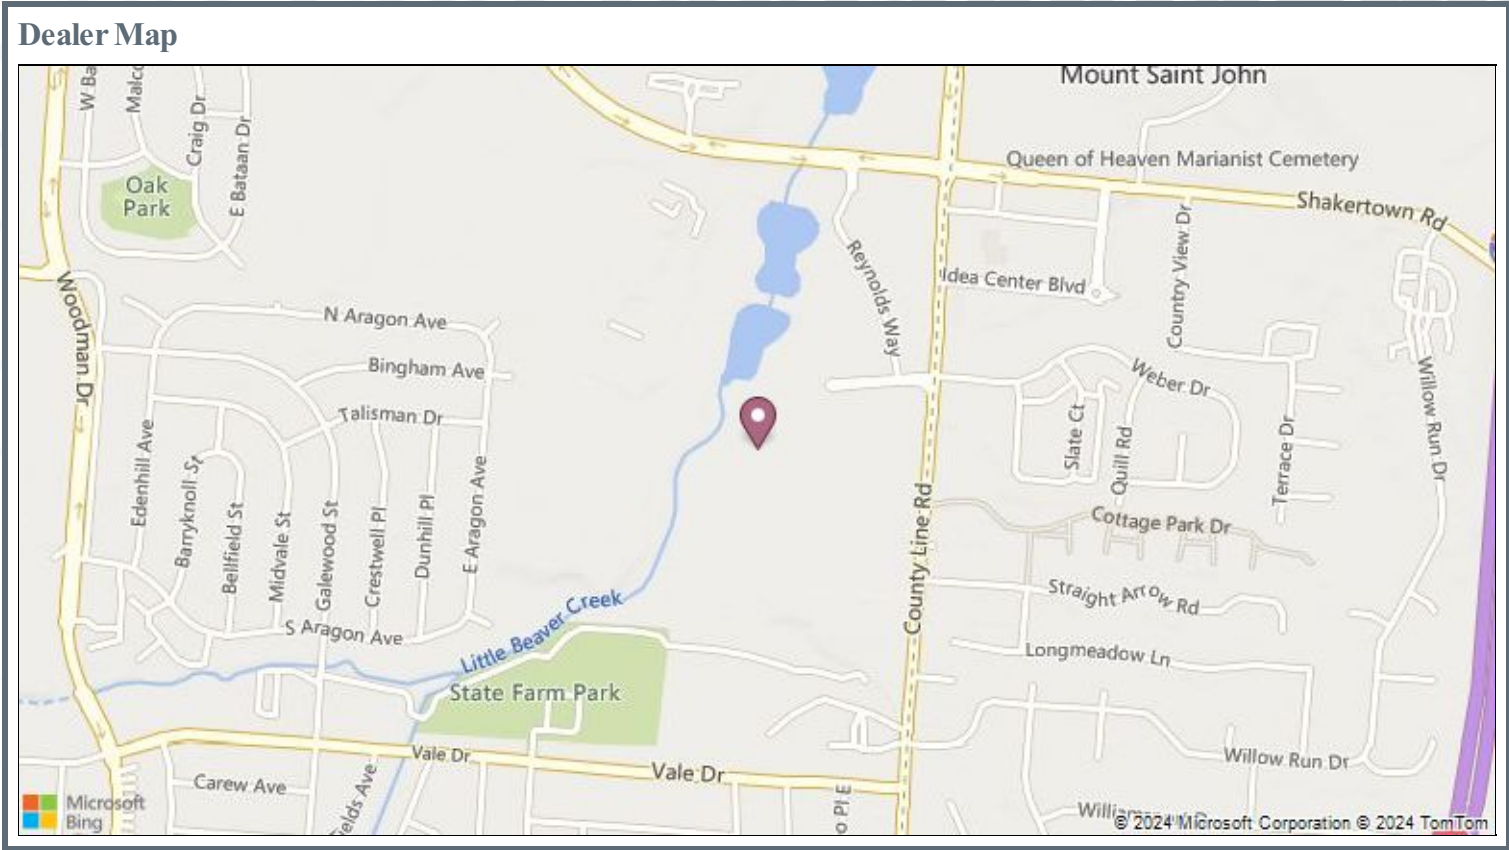 Dealer Map
Mount Saint John
W Ba
Malco
Craig Dr
E Bataan Dr
Oak
Park
Queen of Heaven Marianist Cemetery
Shakertown Rd
Reynolds Way
Idea Center Blvd
Country View Dr
Woodman Dr
N Aragon Ave
Bingham Ave
Talisman Dr
Weber Dr
Willow Run Dr
Slate Ct
Quill Rd
Terrace Dr
Edenhill Ave
Barryknoll St
Bellfield St
Midvale St
Galewood St
Crestwell Pl
Dunhill Pl
E Aragon Ave
County Line Rd
Cottage Park Dr
Straight Arrow Rd
Little Beaver Creek
S Aragon Ave
Longmeadow Ln
State Farm Park
Vale Dr
Vale Dr
Willow Run Dr
Carew Ave
ields Ave
o Pl E
Microsoft
Bing
© 2024 Microsoft Corporation © 2024 TomTom